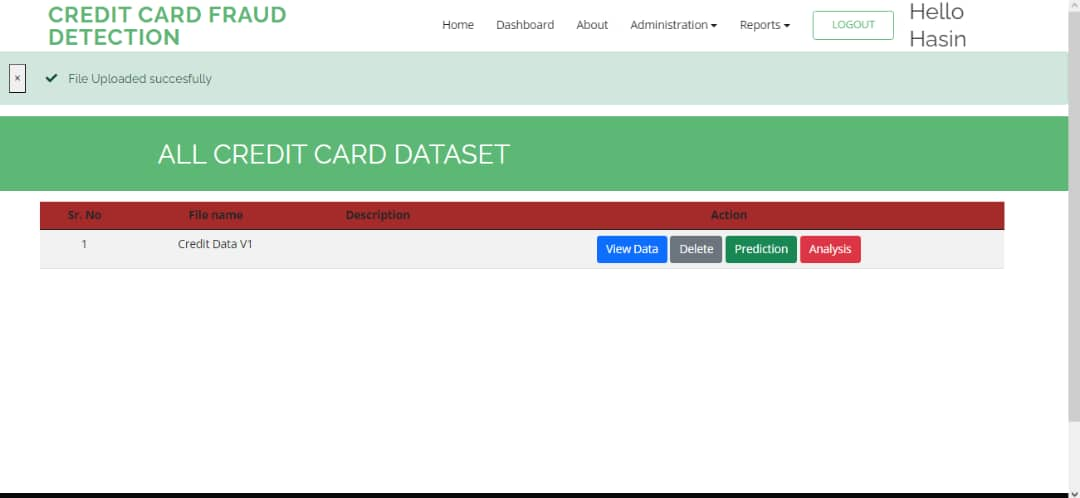 CREDIT CARD FRAUD
DETECTION
Home Dashboard About Administration Reports LOGOUT
Hello
Hasin
× File Uploaded succesfully
ALL CREDIT CARD DATASET
Sr. No File name Description Action
1 Credit Data V1 View Data Delete Prediction Analysis